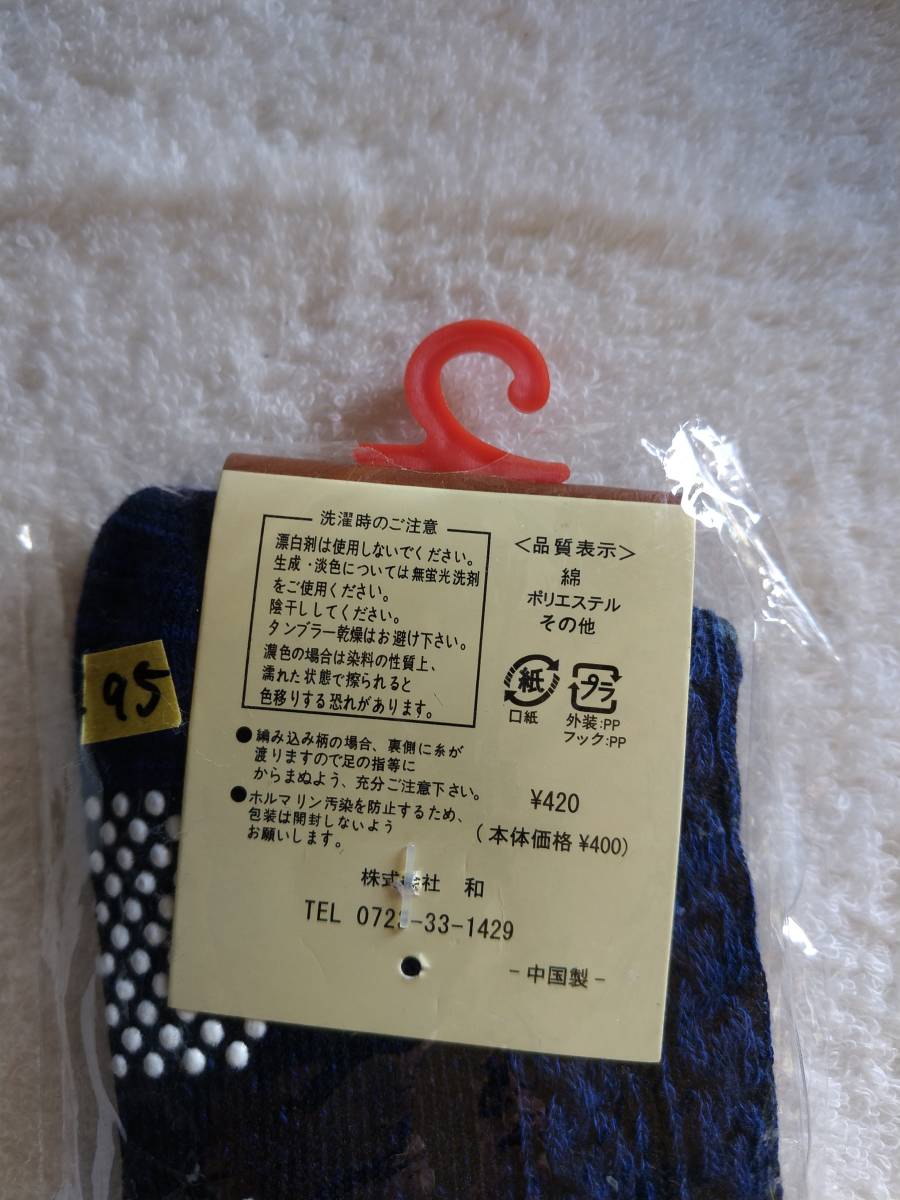 洗濯時のご注意
漂白剤は使用しないでください。
生成・淡色については無蛍光洗剤
をご使用ください。
陰干ししてください。
タンブラー乾燥はお避け下さい。
濃色の場合は染料の性質上、
濡れた状態で擦られると
色移りする恐れがあります。
●編み込み柄の場合、裏側に糸が
渡りますので足の指等に
からまぬよう、充分ご注意下さい。
●ホルマリン汚染を防止するため、
包装は開封しないよう
お願いします。
<品質表示>
綿
ポリエステル
その他
紙
口紙
プラ
外装:PP
フック:PP
¥420
(本体価格¥400)
株式会社 和
TEL 0723-33-1429
-中国製-
95